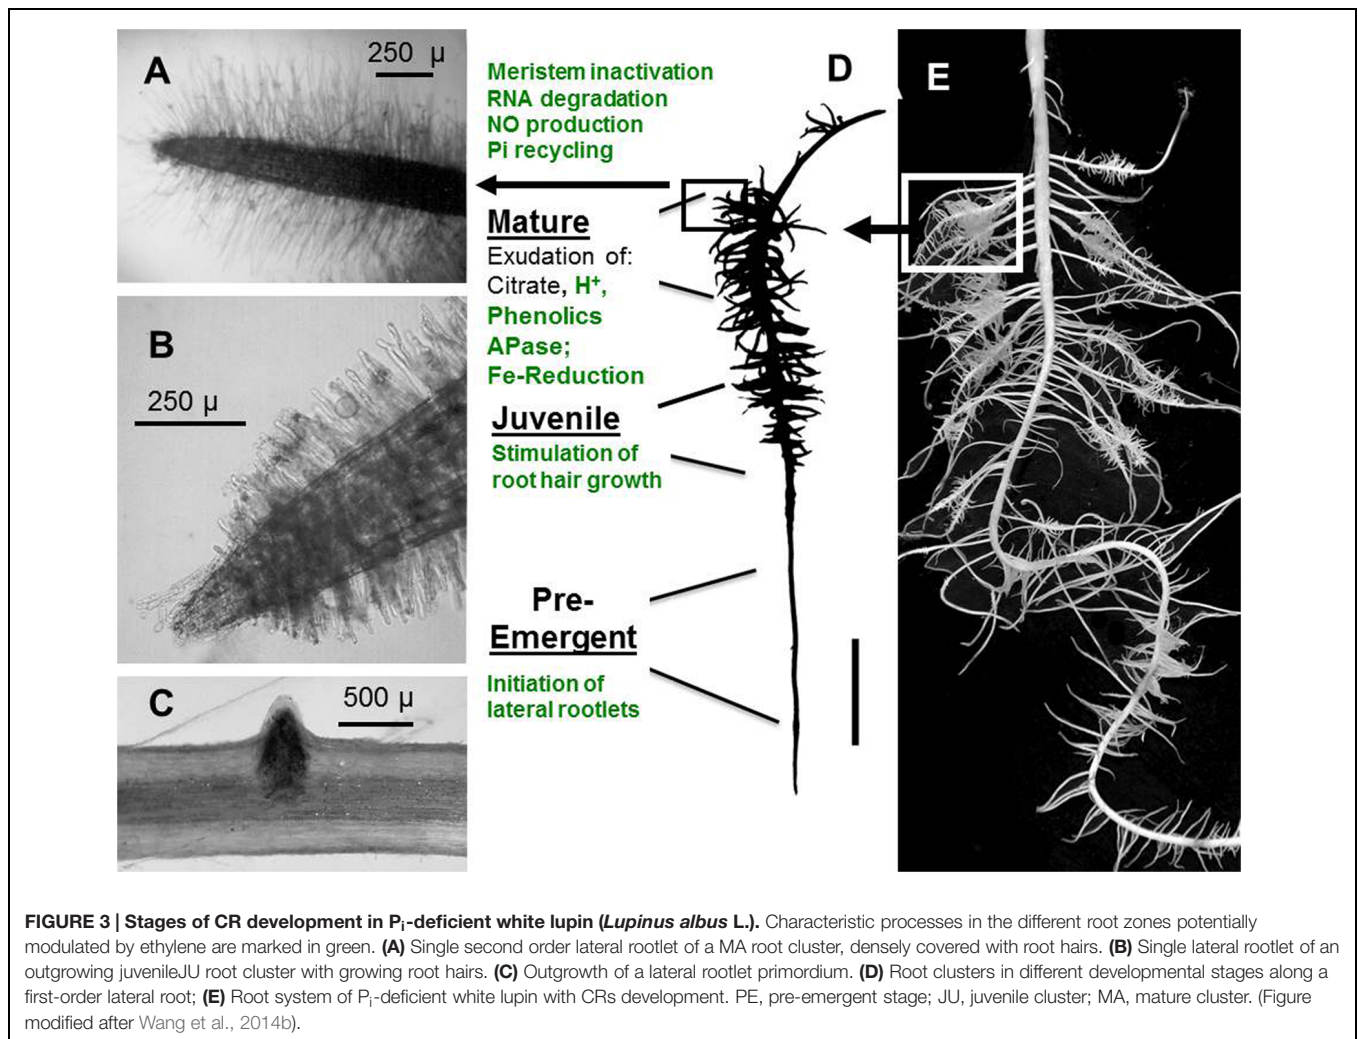 A
250 µ
Meristem inactivation
RNA degradation
NO production
Pi recycling
D
E
Mature
Exudation of:
Citrate, H⁺,
Phenolics
APase;
Fe-Reduction
B
250 µ
Juvenile
Stimulation of
root hair growth
Pre-
Emergent
Initiation of
lateral rootlets
C
500 µ
FIGURE 3 | Stages of CR development in Pi-deficient white lupin (Lupinus albus L.). Characteristic processes in the different root zones potentially
modulated by ethylene are marked in green. (A) Single second order lateral rootlet of a MA root cluster, densely covered with root hairs. (B) Single lateral rootlet of an
outgrowing juvenileJU root cluster with growing root hairs. (C) Outgrowth of a lateral rootlet primordium. (D) Root clusters in different developmental stages along a
first-order lateral root; (E) Root system of Pi-deficient white lupin with CRs development. PE, pre-emergent stage; JU, juvenile cluster; MA, mature cluster. (Figure
modified after Wang et al., 2014b).